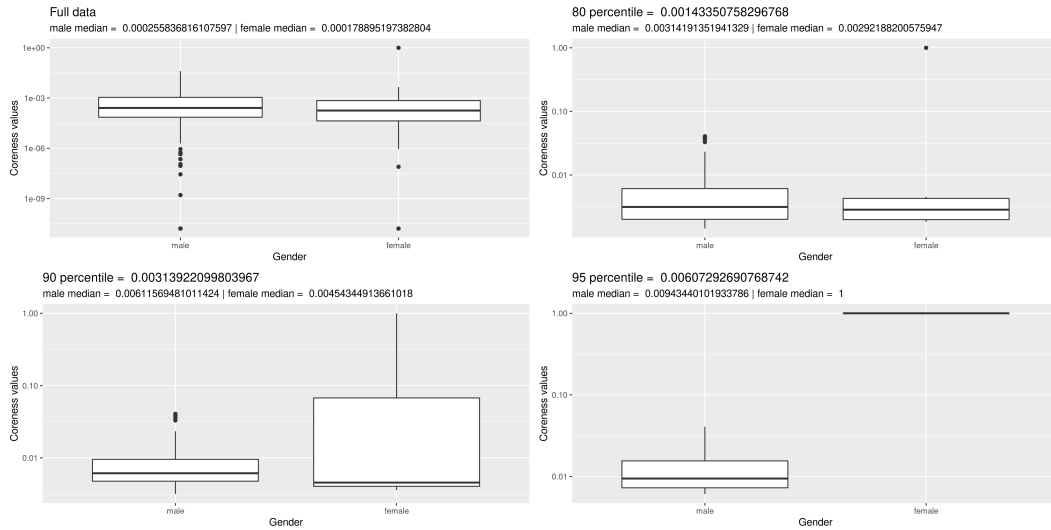 Full data
male median =  0.000255836816107597 | female median =  0.000178895197382804
1e+00
1e-03
1e-06
1e-09
Coreness values
male
female
Gender
80 percentile =  0.00143350758296768
male median =  0.00314191351941329 | female median =  0.00292188200575947
1.00
0.10
0.01
Coreness values
male
female
Gender
90 percentile =  0.00313922099803967
male median =  0.00611569481011424 | female median =  0.00454344913661018
1.00
0.10
0.01
Coreness values
male
female
Gender
95 percentile =  0.00607292690768742
male median =  0.00943440101933786 | female median =  1
1.00
0.10
0.01
Coreness values
male
female
Gender